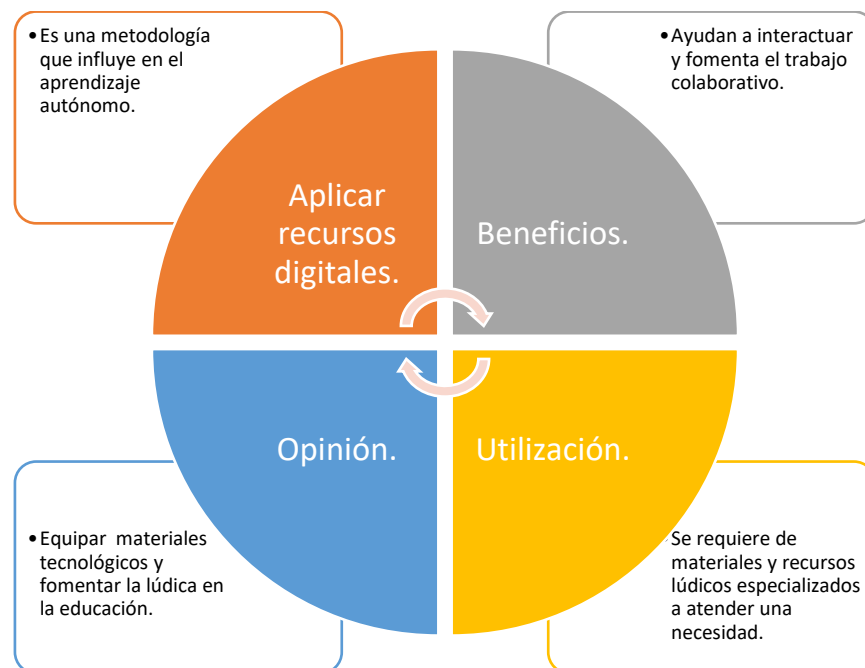 •Es una metodología
que influye en el
aprendizaje
autónomo.
•Ayudan a interactuar
y fomenta el trabajo
colaborativo.
Aplicar
recursos
digitales.
Beneficios.
Opinión.
Utilización.
•Equipar materiales
tecnológicos y
fomentar la lúdica en
la educación.
•Se requiere de
materiales y recursos
lúdicos especializados
a atender una
necesidad.